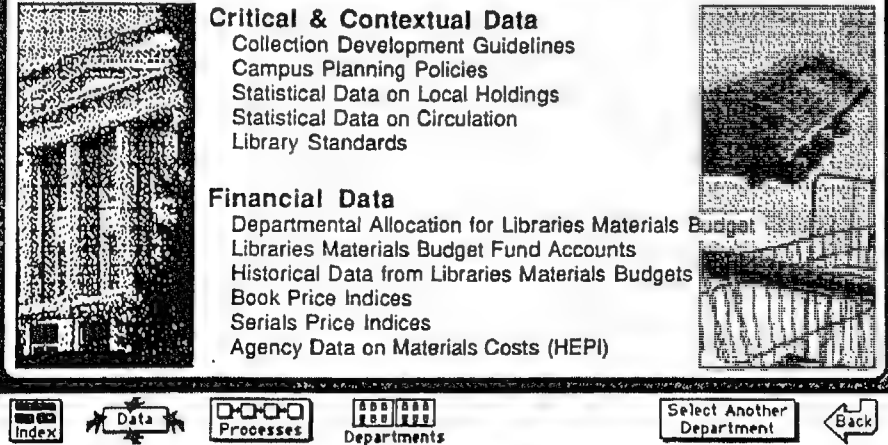 Critical & Contextual Data
Collection Development Guidelines
Campus Planning Policies
Statistical Data on Local Holdings
Statistical Data on Circulation
Library Standards
Financial Data
Departmental Allocation for Libraries Materials Budget
Libraries Materials Budget Fund Accounts
Historical Data from Libraries Materials Budgets
Book Price Indices
Serials Price Indices
Agency Data on Materials Costs (HEPI)
Index
Data
Processes
Departments
Select Another
Department
Back